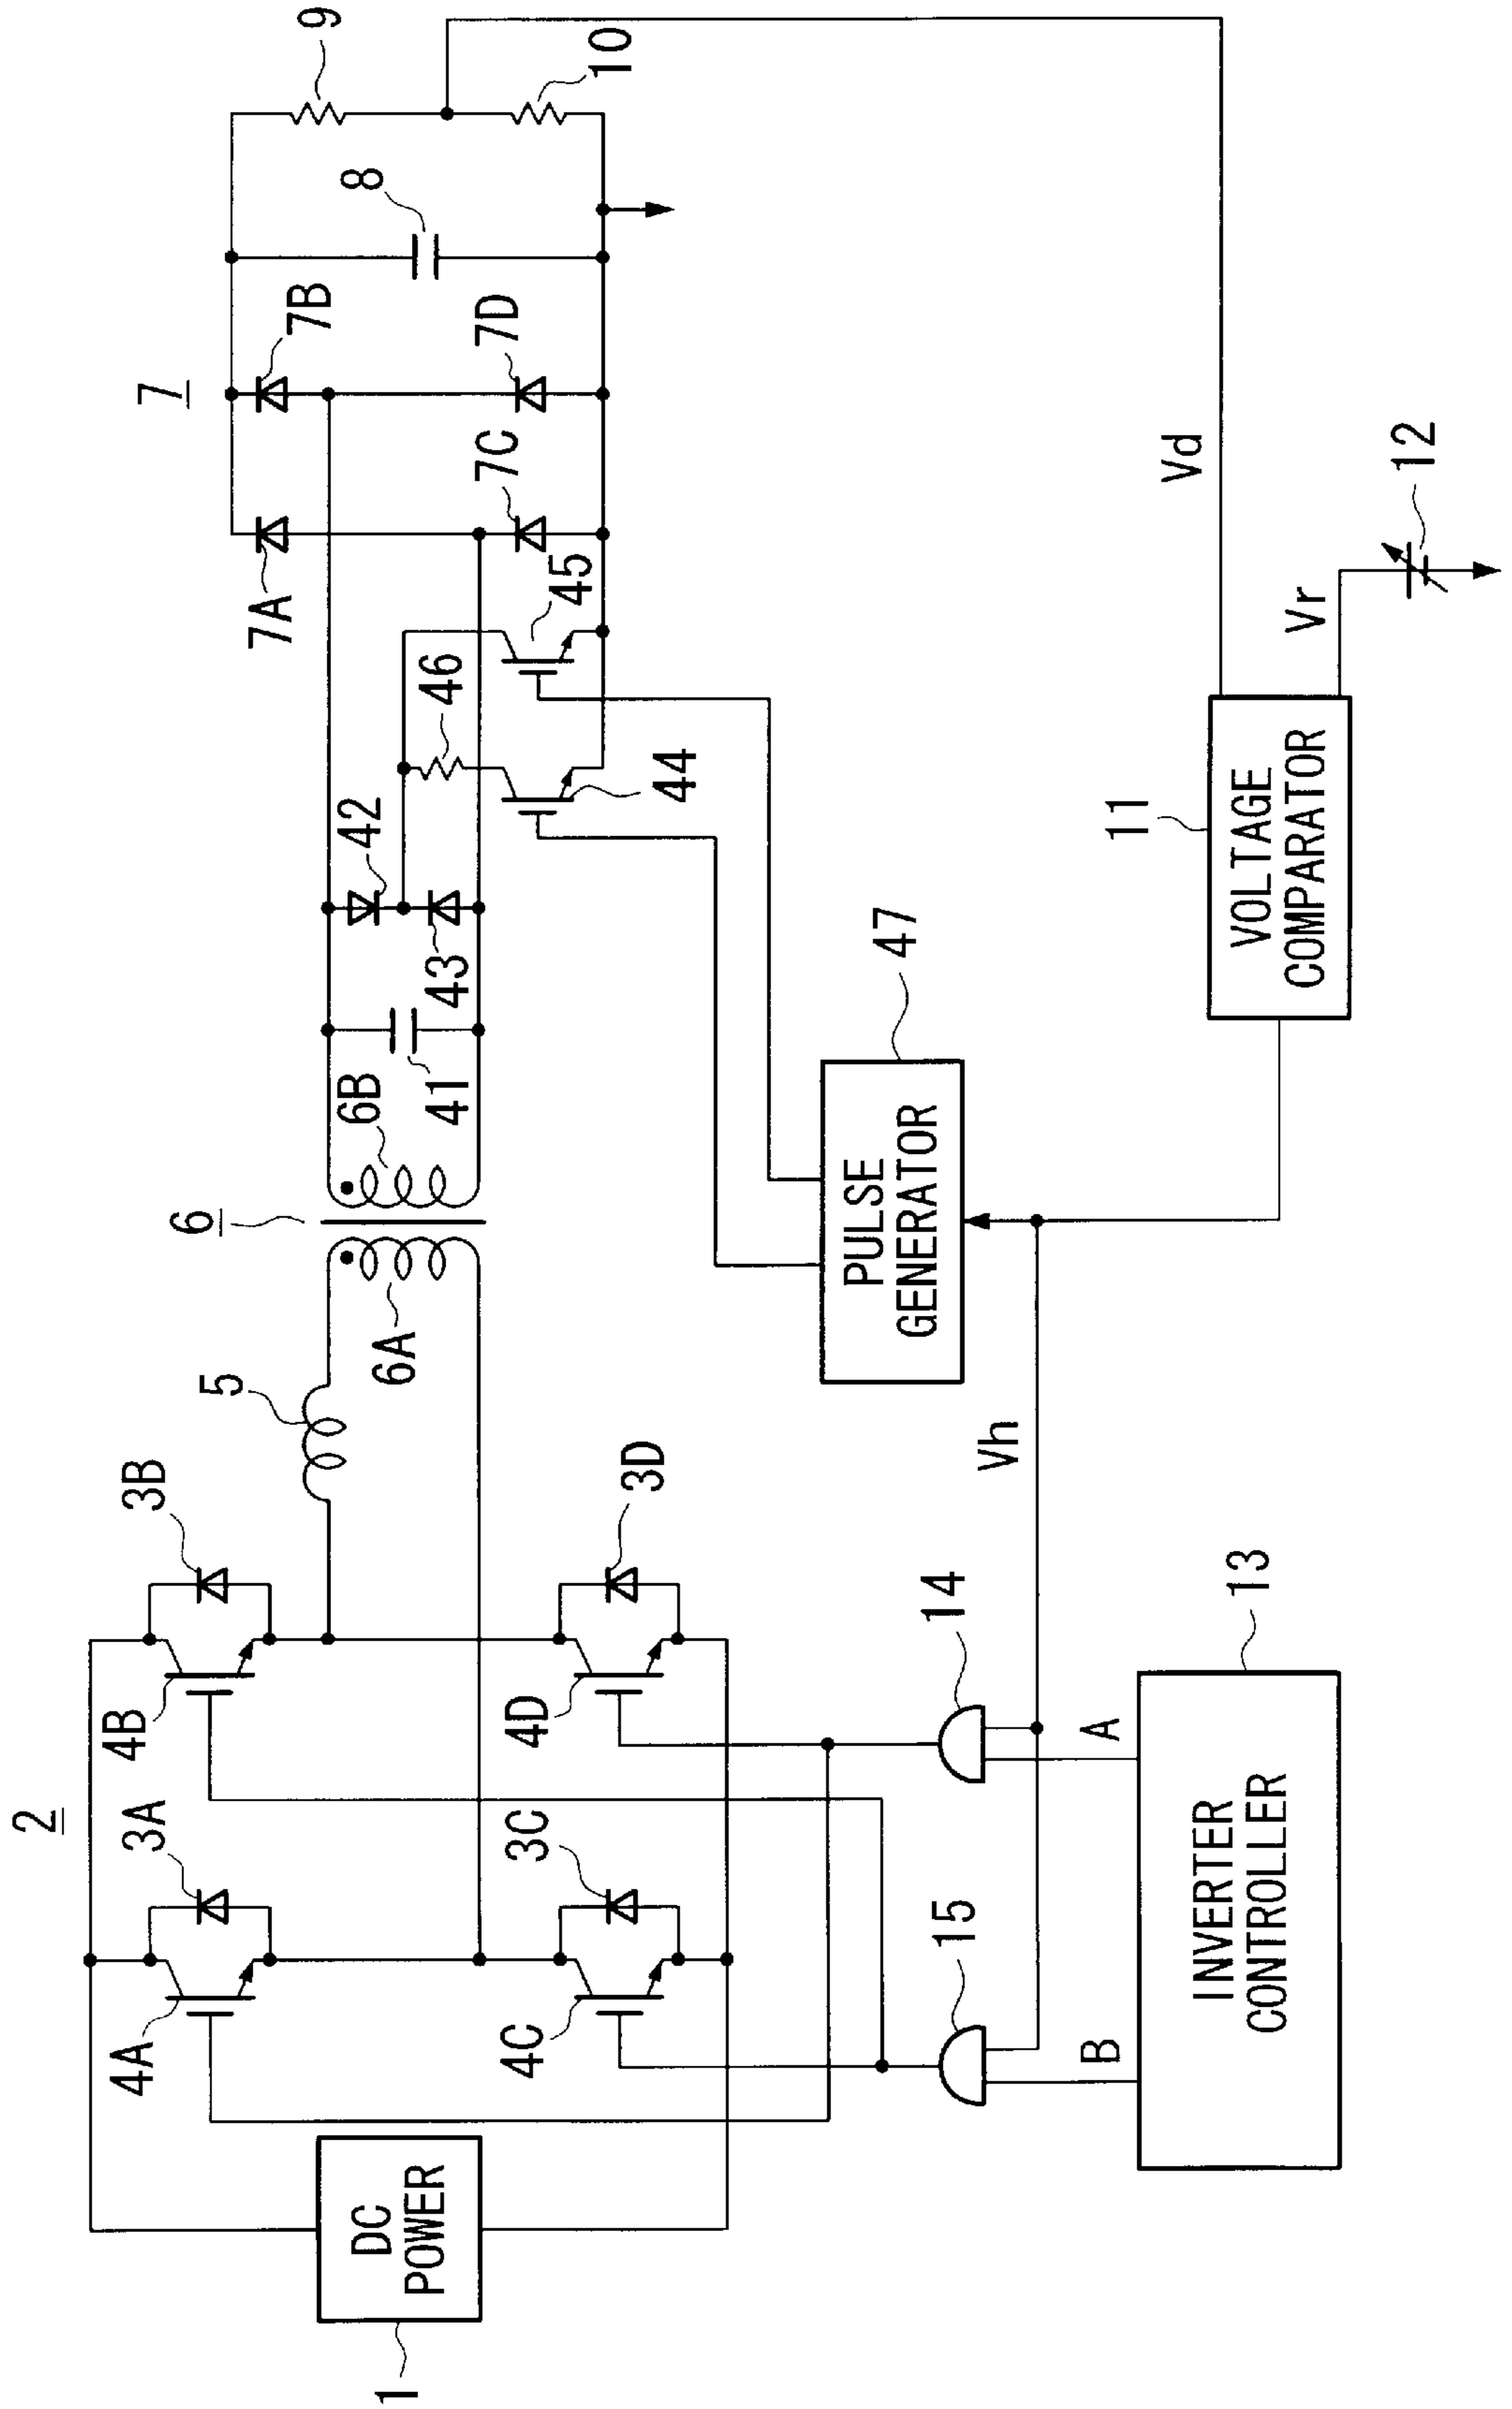 2
3A
3B
4A
4B
3C
3D
4C
4D
1
DC
POWER
5
6
6A
6B
41
42
43
46
44
45
7
7A
7B
7C
7D
8
9
10
47
PULSE
GENERATOR
Vh
11
VOLTAGE
COMPARATOR
Vd
Vr
12
14
15
A
B
13
INVERTER
CONTROLLER